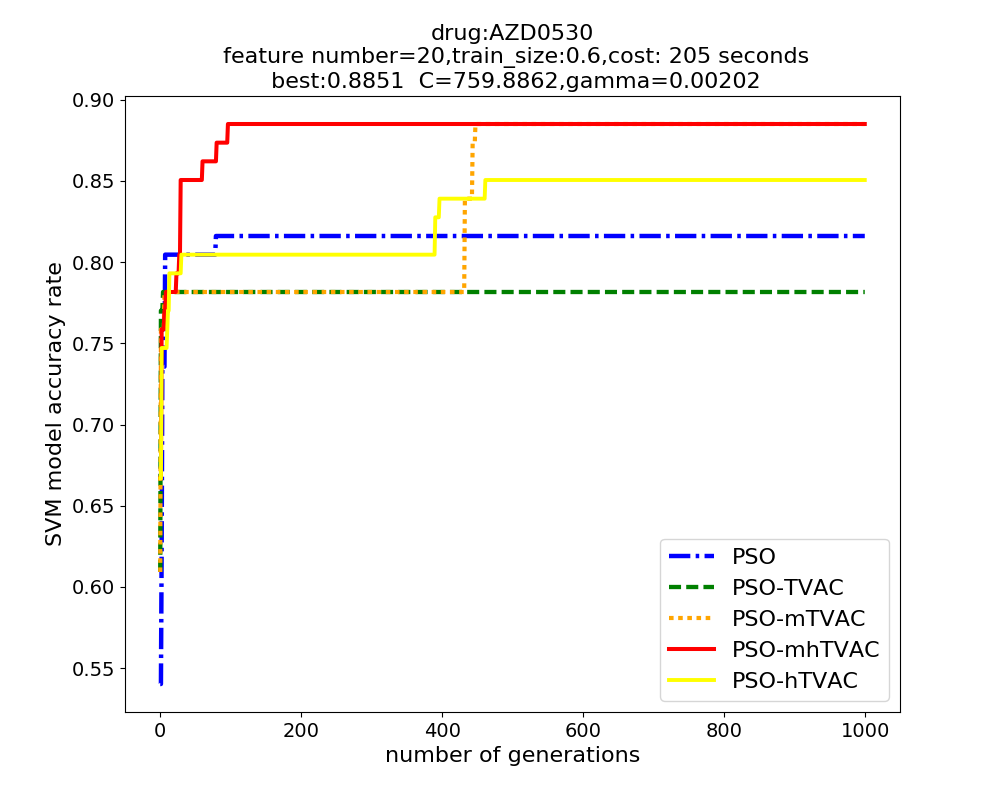 drug:AZD0530
feature number=20,train_size:0.6,cost: 205 seconds
best:0.8851  C=759.8862,gamma=0.00202
0.90
0.85
0.80
0.75
0.70
0.65
0.60
0.55
SVM model accuracy rate
PSO
PSO-TVAC
PSO-mTVAC
PSO-mhTVAC
PSO-hTVAC
0 200 400 600 800 1000
number of generations